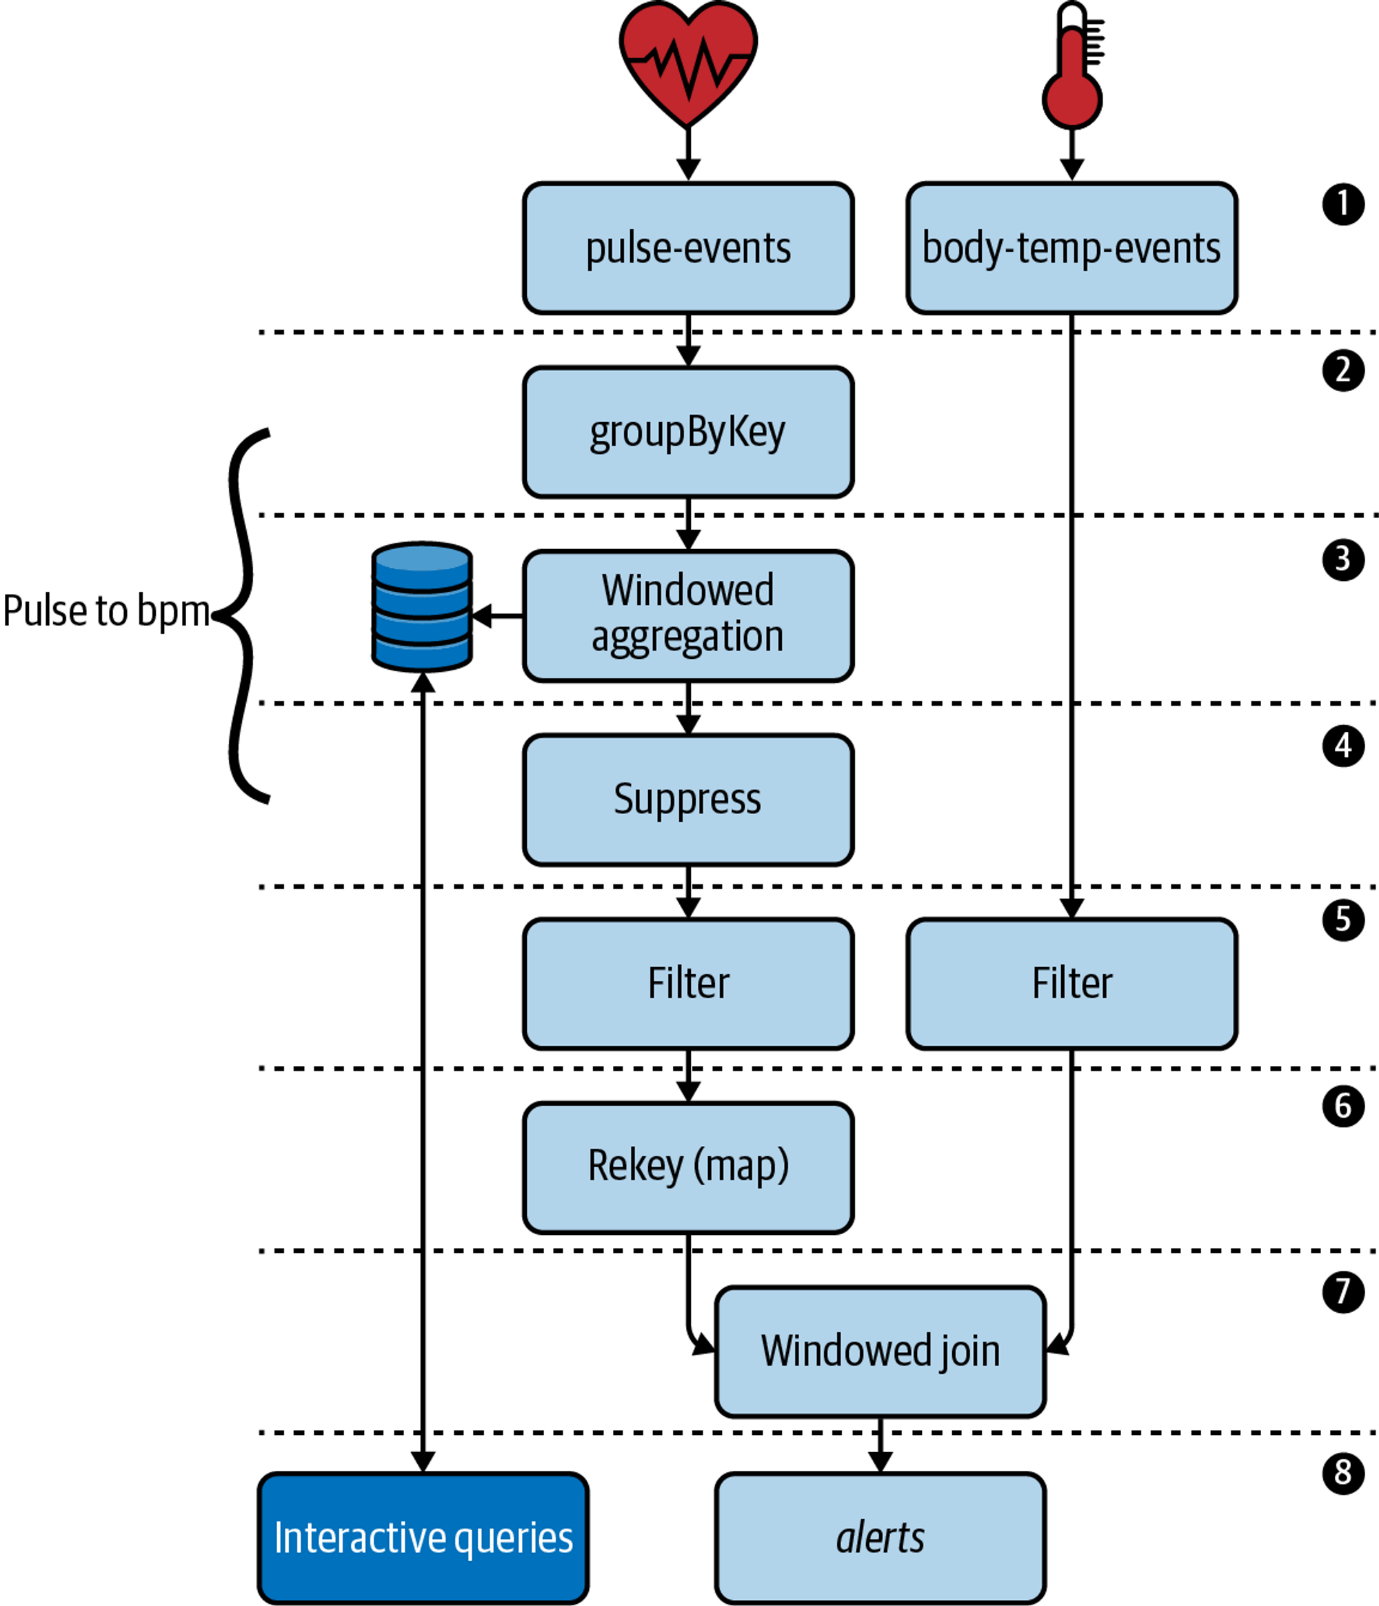 pulse-events
body-temp-events
1
2
groupByKey
3
Windowed
aggregation
Pulse to bpm
4
Suppress
5
Filter
Filter
6
Rekey (map)
7
Windowed join
8
Interactive queries
alerts